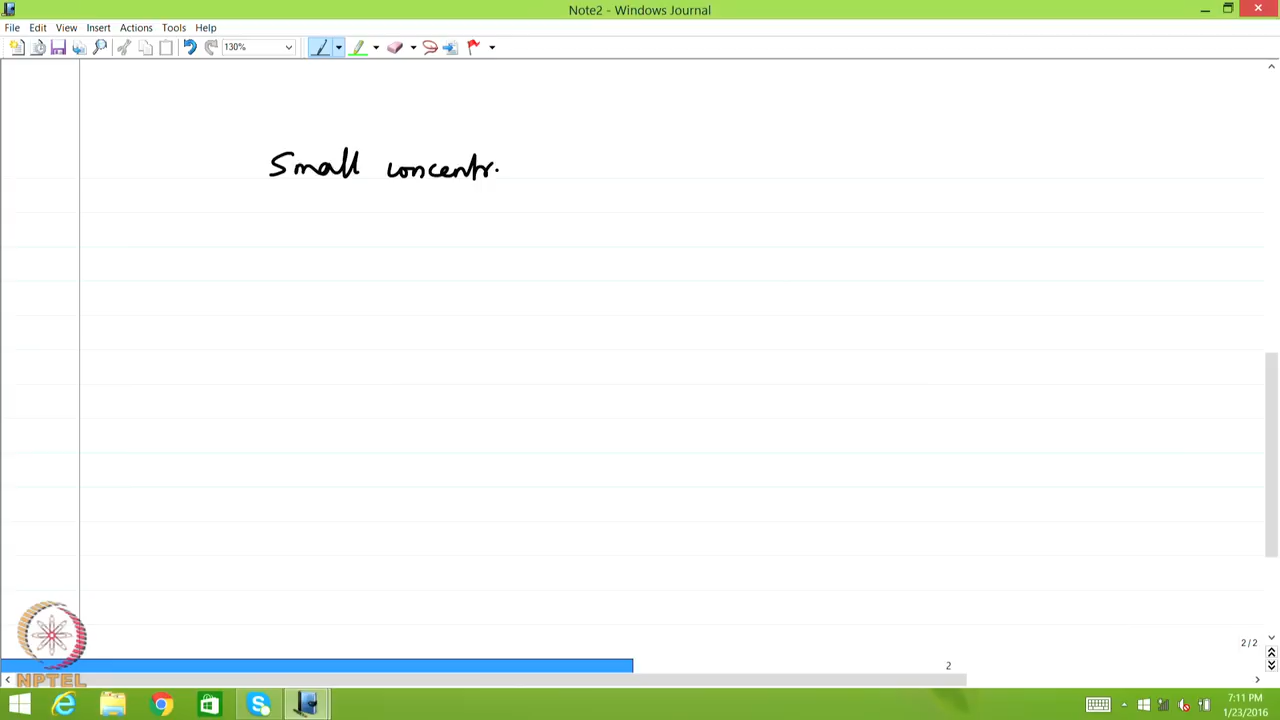 Note2 - Windows Journal
File Edit View Insert Actions Tools Help
130%
Small concentr.
2 / 2
2
NPTEL
7:11 PM
1/23/2016